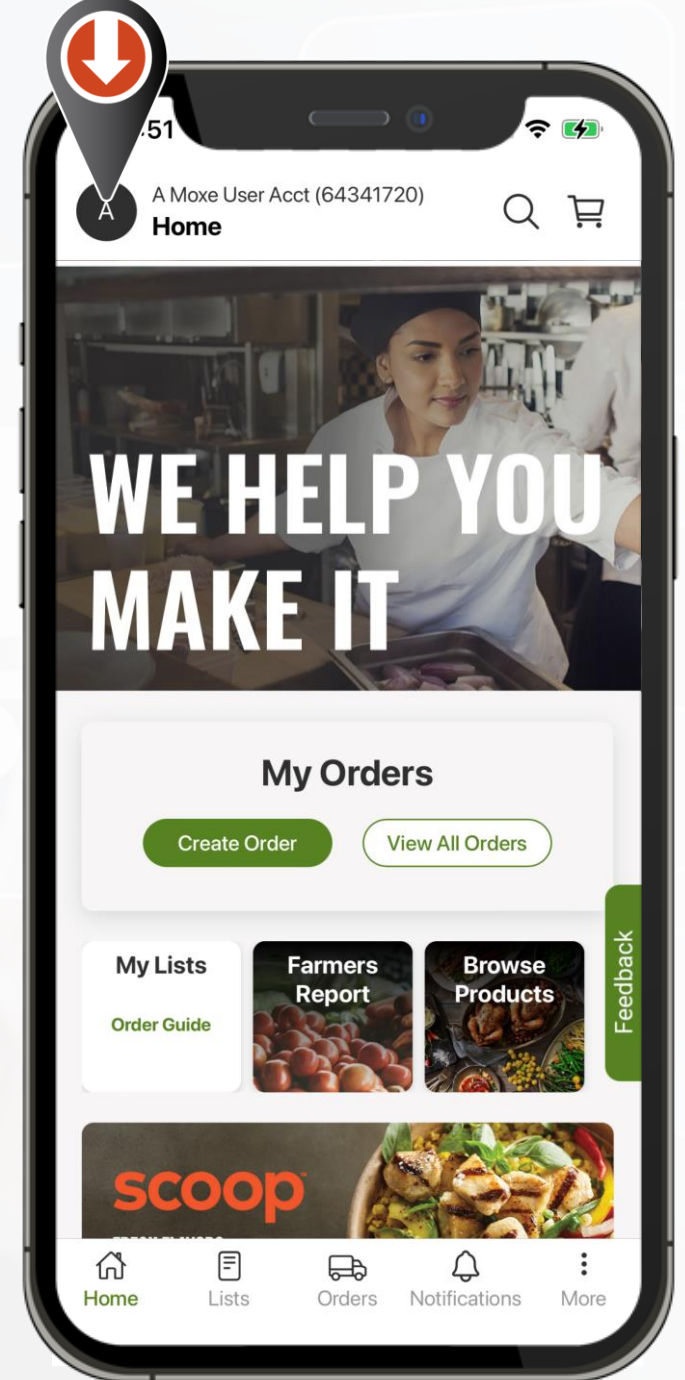 :51
A
A Moxe User Acct (64341720)
Home
WE HELP YOU
MAKE IT
My Orders
Create Order
View All Orders
My Lists
Order Guide
Farmers
Report
Browse
Products
Feedback
scoop™
Home
Lists
Orders
Notifications
More